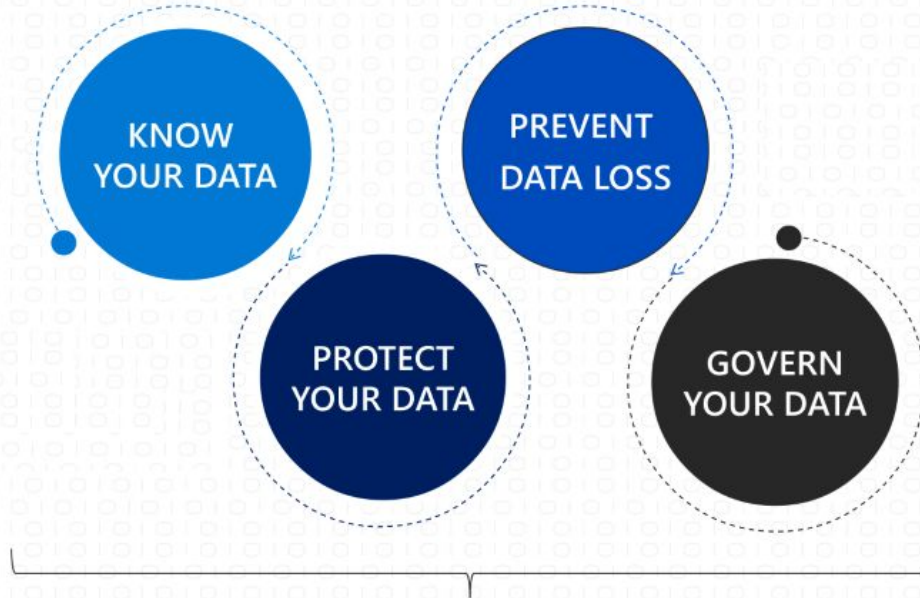 KNOW
YOUR DATA
PREVENT
DATA LOSS
PROTECT
YOUR DATA
GOVERN
YOUR DATA